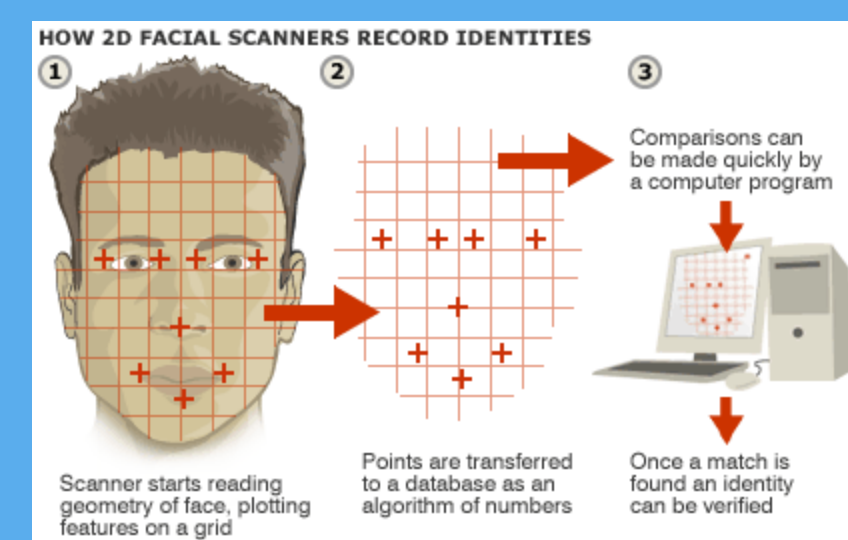 HOW 2D FACIAL SCANNERS RECORD IDENTITIES
1
2
3
Scanner starts reading
geometry of face, plotting
features on a grid
Points are transferred
to a database as an
algorithm of numbers
Comparisons can
be made quickly by
a computer program
Once a match is
found an identity
can be verified